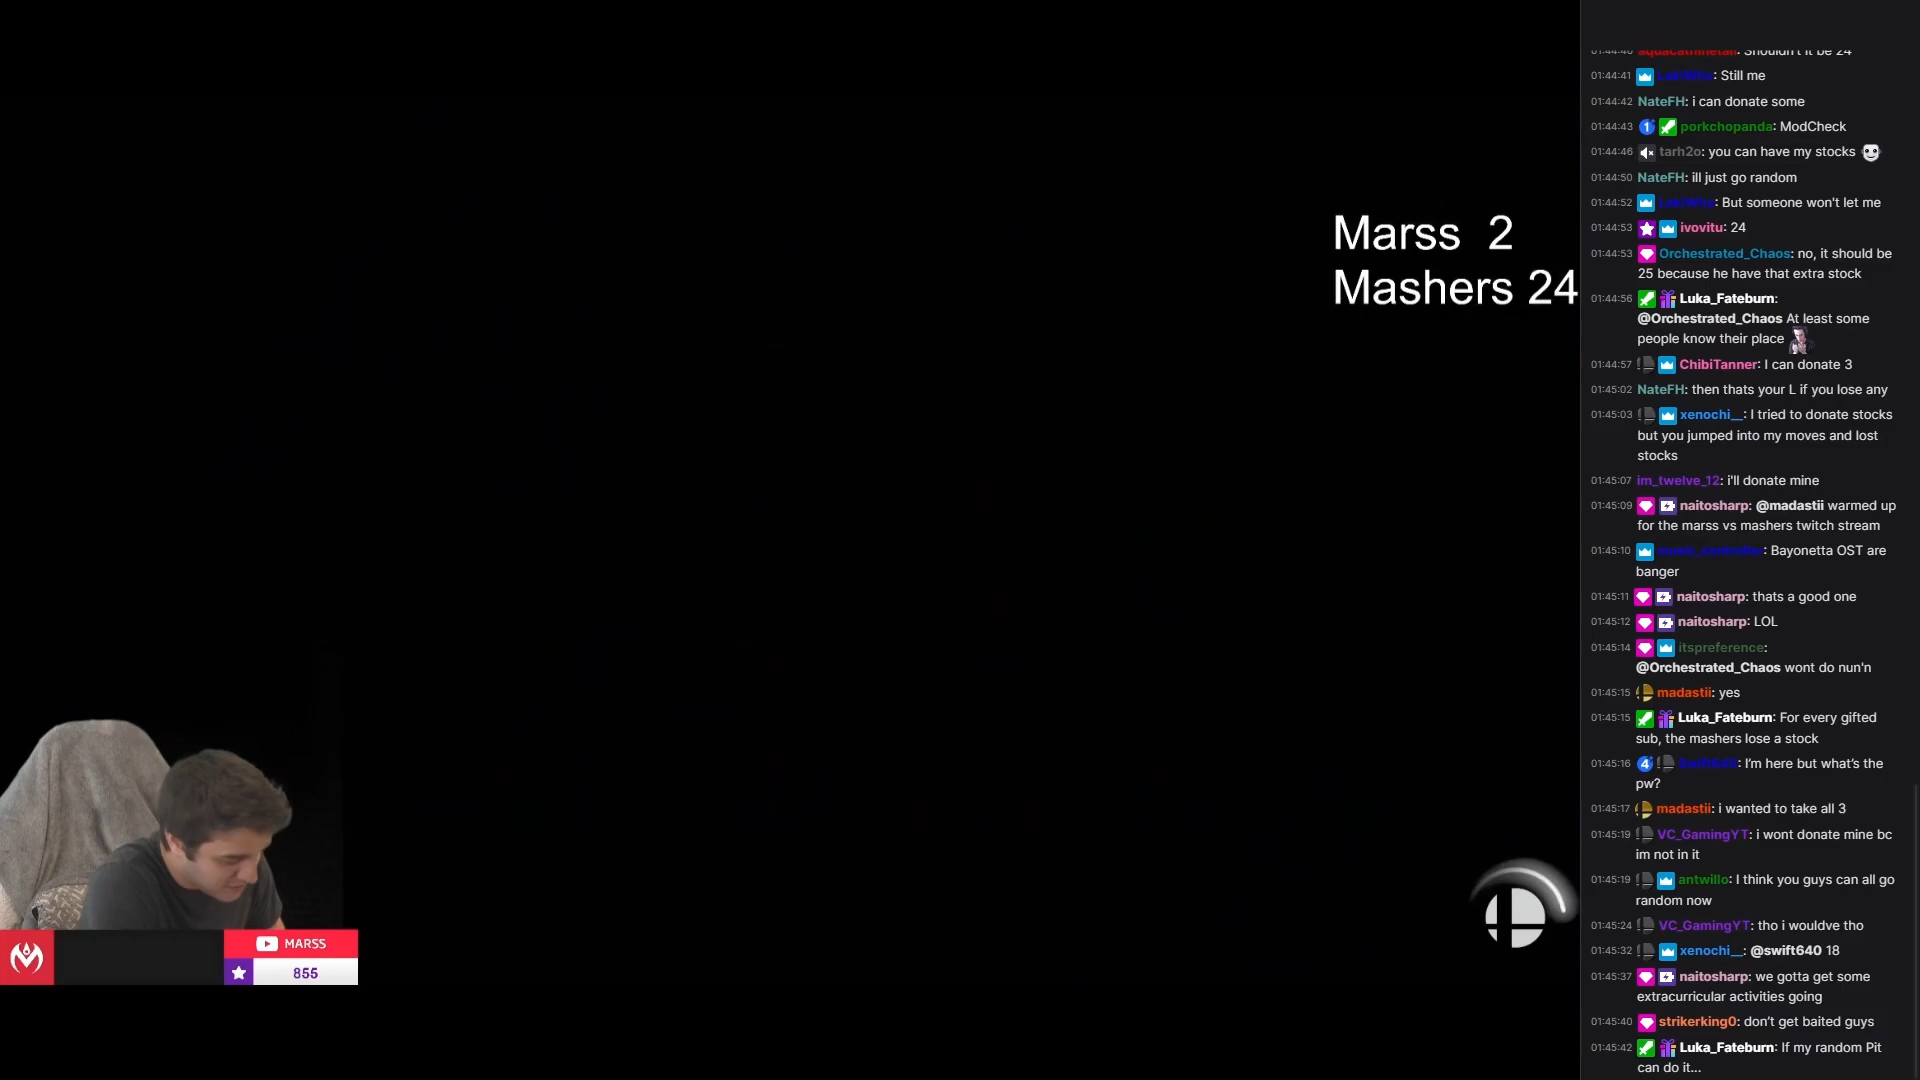 Marss 2
Mashers 24
MARSS
855
Shouldn't it be 24
01:44:41 LakiWho: Still me
01:44:42 NateFH: i can donate some
01:44:43 porkchopanda: ModCheck
01:44:46 tarh2o: you can have my stocks
01:44:50 NateFH: ill just go random
01:44:52 LakiWho: But someone won't let me
01:44:53 ivovitu: 24
01:44:53 Orchestrated_Chaos: no, it should be
25 because he have that extra stock
01:44:56 Luka_Fateburn:
@Orchestrated_Chaos At least some
people know their place
01:44:57 ChibiTanner: I can donate 3
01:45:02 NateFH: then thats your L if you lose any
01:45:03 xenochi__: I tried to donate stocks
but you jumped into my moves and lost
stocks
01:45:07 im_twelve_12: i'll donate mine
01:45:09 naitosharp: @madastii warmed up
for the marss vs mashers twitch stream
01:45:10 music_controller: Bayonetta OST are
banger
01:45:11 naitosharp: thats a good one
01:45:12 naitosharp: LOL
01:45:14 itspreference:
@Orchestrated_Chaos wont do nun'n
01:45:15 madastii: yes
01:45:15 Luka_Fateburn: For every gifted
sub, the mashers lose a stock
01:45:16 4 Swift640: I'm here but what's the
pw?
01:45:17 madastii: i wanted to take all 3
01:45:19 VC_GamingYT: i wont donate mine bc
im not in it
01:45:19 antwillo: I think you guys can all go
random now
01:45:24 VC_GamingYT: tho i wouldve tho
01:45:32 xenochi__: @swift640 18
01:45:37 naitosharp: we gotta get some
extracurricular activities going
01:45:40 strikerking0: don't get baited guys
01:45:42 Luka_Fateburn: If my random Pit
can do it...